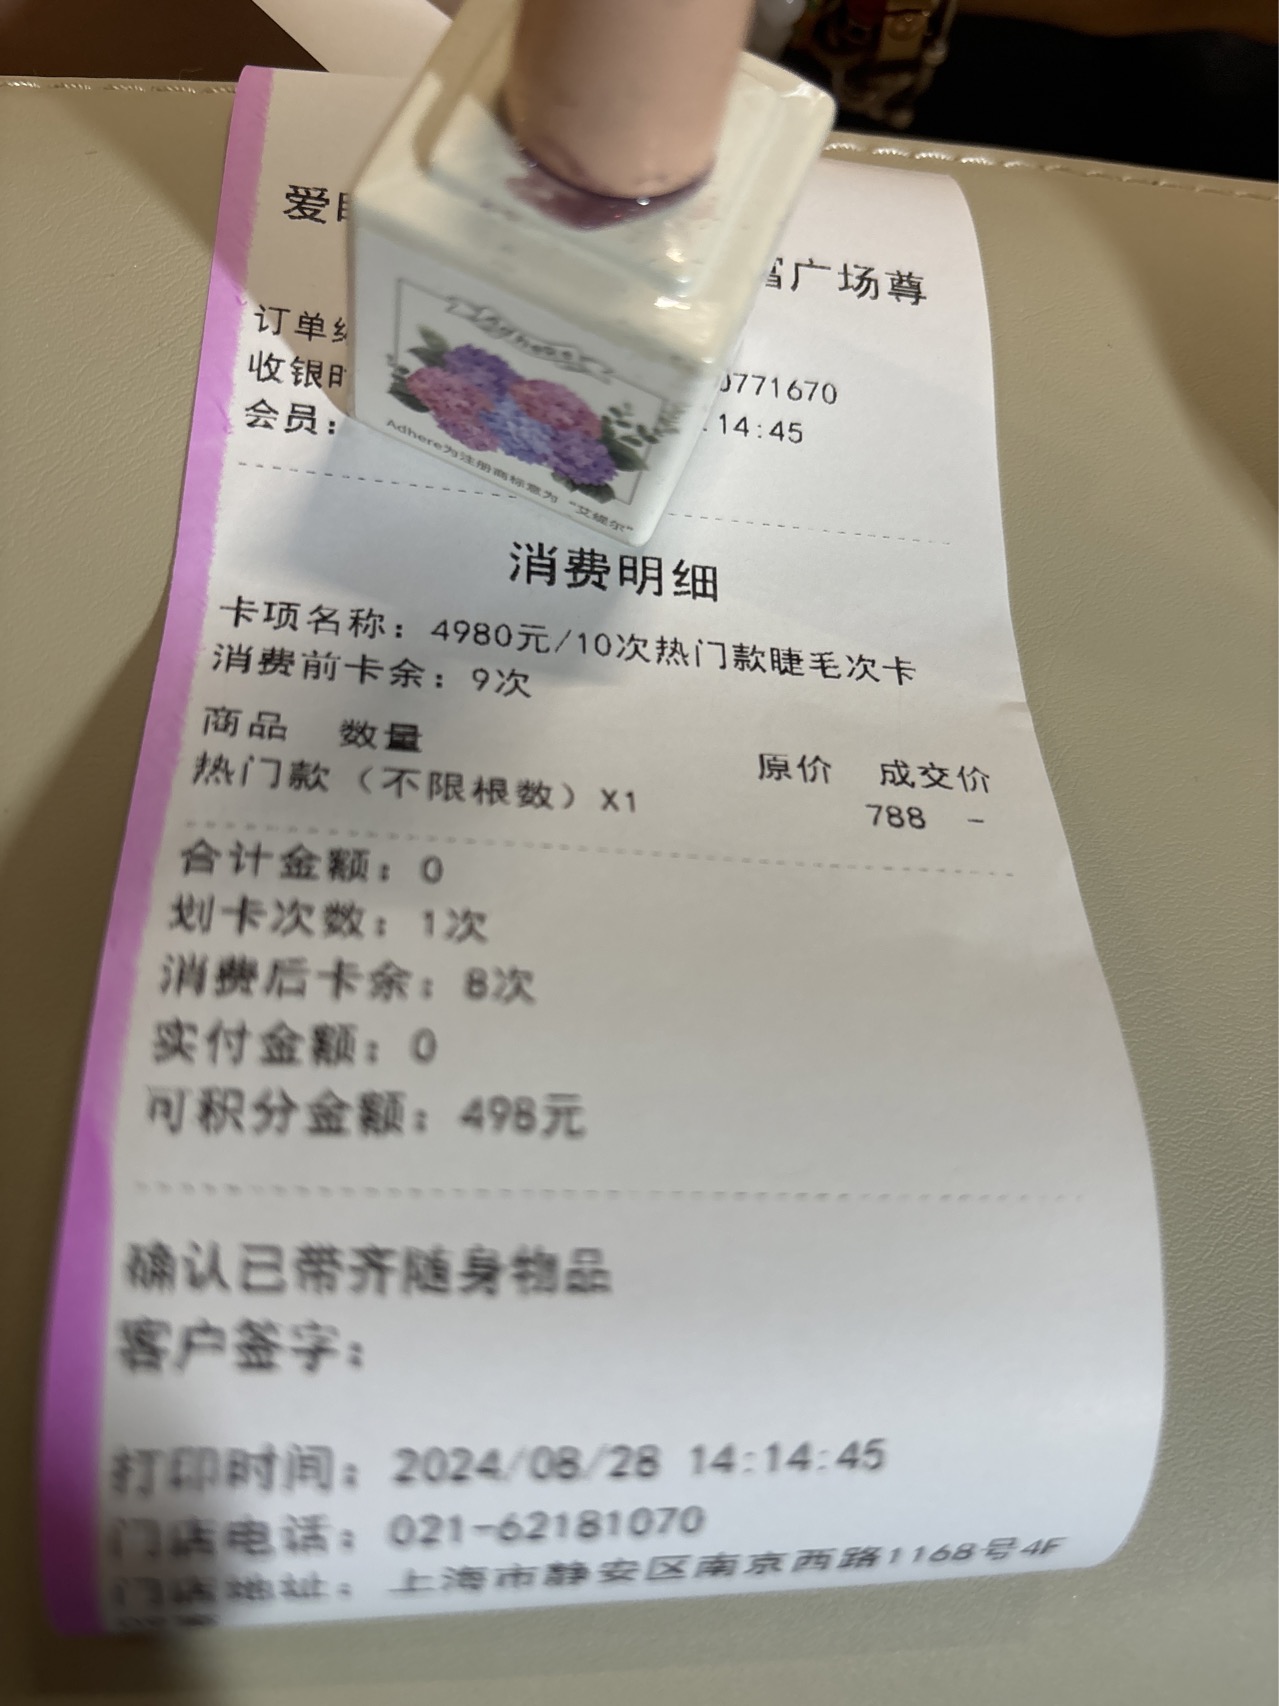 爱
富广场尊
订单
0771670
收银时
14:45
会员:
Adhere
Adhere为注册商标意为 “艾缇尔”
消费明细
卡项名称: 4980元/10次热门款睫毛次卡
消费前卡余: 9次
商品 数量 原价 成交价
热门款（不限根数）X1 788 -
合计金额: 0
划卡次数: 1次
消费后卡余: 8次
实付金额: 0
可积分金额: 498元
确认已带齐随身物品
客户签字:
打印时间: 2024/08/28 14:14:45
门店电话: 021-62181070
门店地址: 上海市静安区南京西路1168号4F